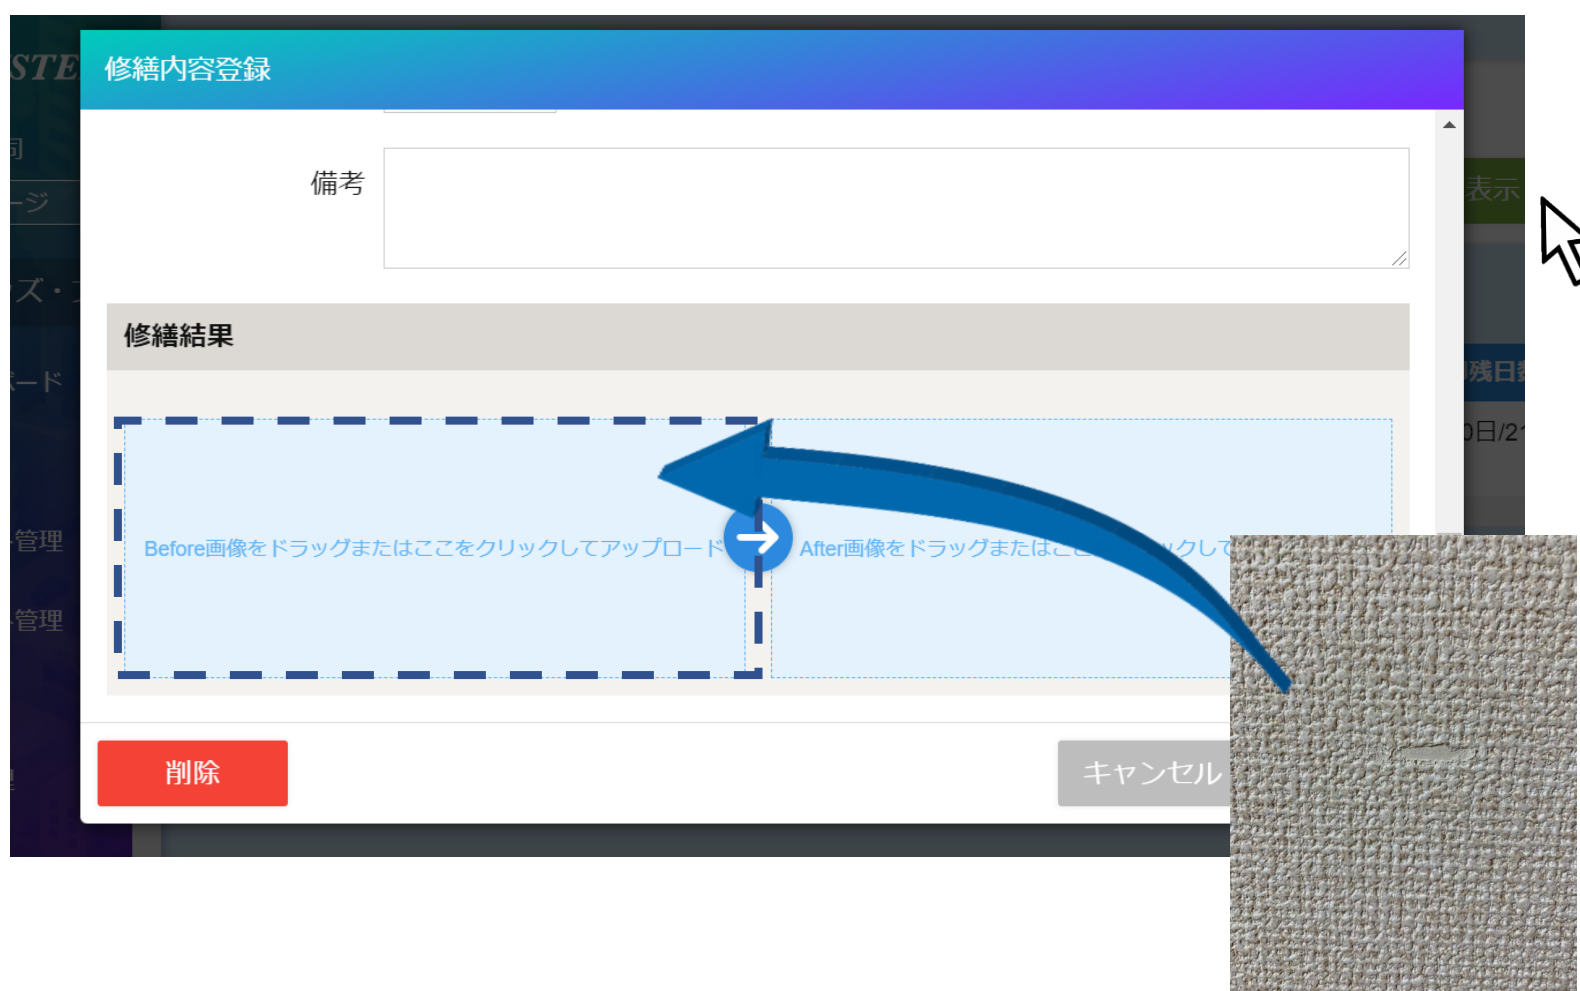 STE
修繕内容登録
司
ージ
備考
表示
ズ・
修繕結果
ード
残日
0日/21
Before画像をドラッグまたはここをクリックしてアップロード
After画像をドラッグまたはここ
クして
管理
管理
削除
キャンセル